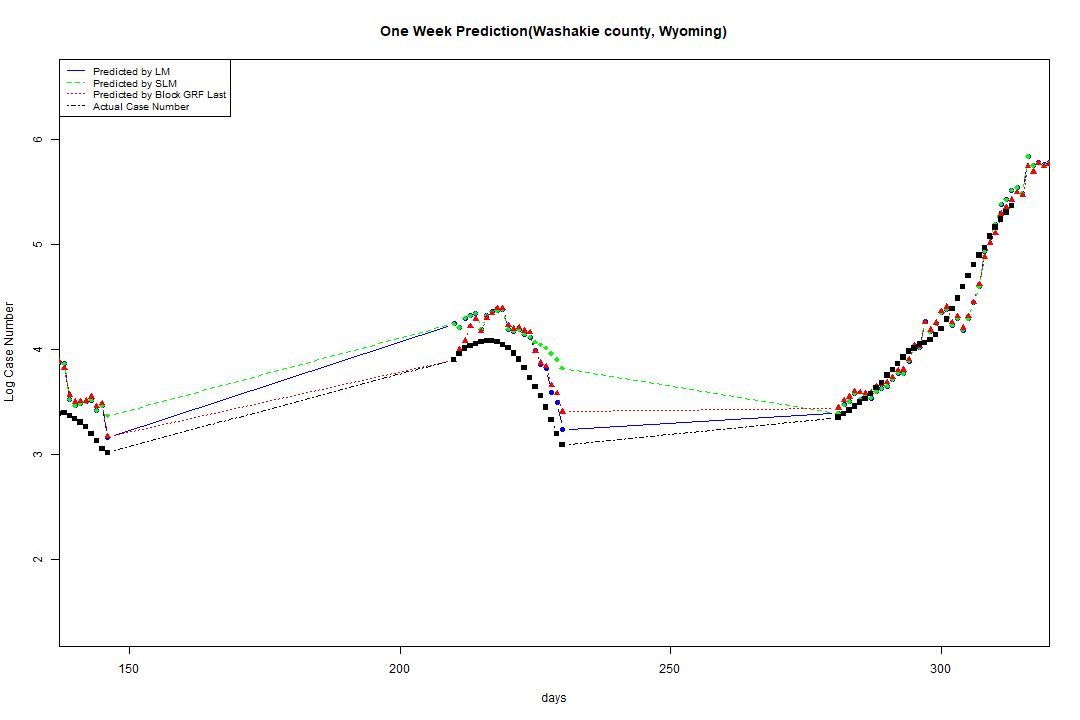 One Week Prediction(Washakie county, Wyoming)
Predicted by LM
Predicted by SLM
Predicted by Block GRF Last
Actual Case Number
Log Case Number
6
5
4
3
2
150 200 250 300
days